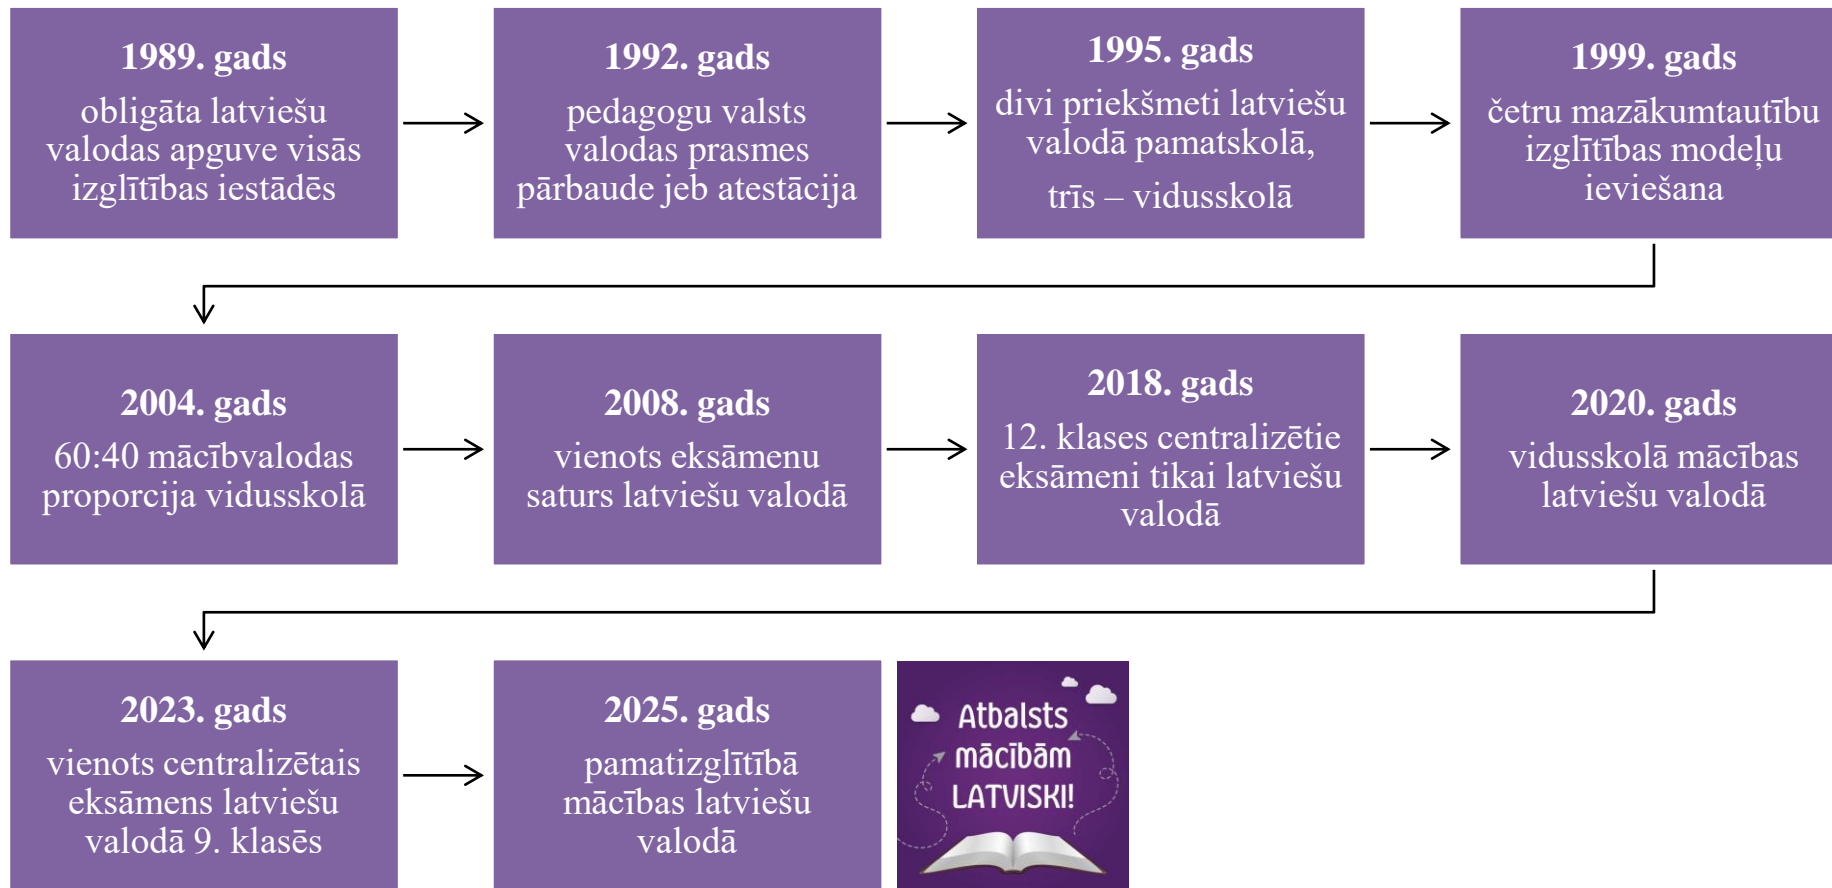 1989. gads
obligāta latviešu
valodas apguve visās
izglītības iestādēs
1992. gads
pedagogu valsts
valodas prasmes
pārbaude jeb atestācija
1995. gads
divi priekšmeti latviešu
valodā pamatskolā,
trīs – vidusskolā
1999. gads
četru mazākumtautību
izglītības modeļu
ieviešana
2004. gads
60:40 mācībvalodas
proporcija vidusskolā
2008. gads
vienots eksāmenu
saturs latviešu valodā
2018. gads
12. klases centralizētie
eksāmeni tikai latviešu
valodā
2020. gads
vidusskolā mācības
latviešu valodā
2023. gads
vienots centralizētais
eksāmens latviešu
valodā 9. klasēs
2025. gads
pamatizglītībā
mācības latviešu
valodā
Atbalsts
mācībām
LATVISKI!